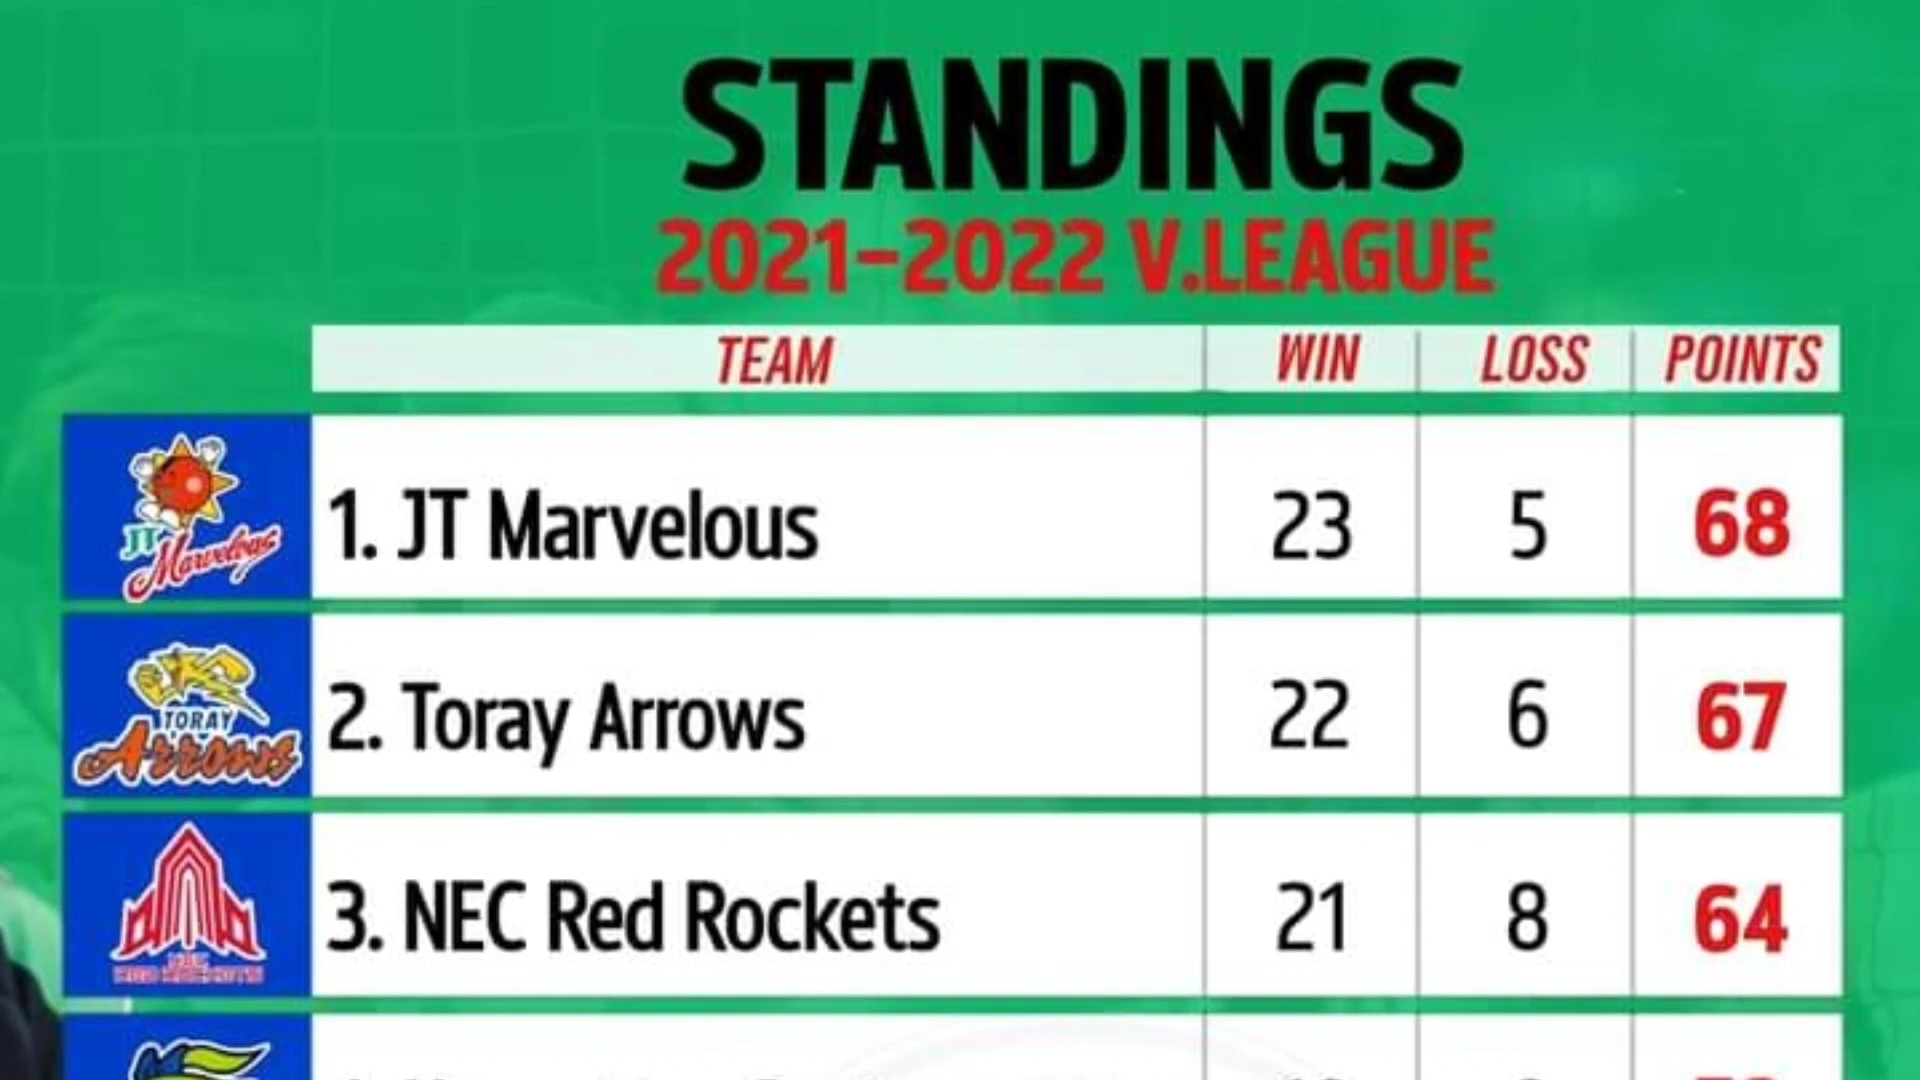 STANDINGS
2021-2022 V.LEAGUE
TEAM WIN LOSS POINTS
JT Marvelous
1. JT Marvelous 23 5 68
TORAY
Arrows
2. Toray Arrows 22 6 67
3. NEC Red Rockets 21 8 64